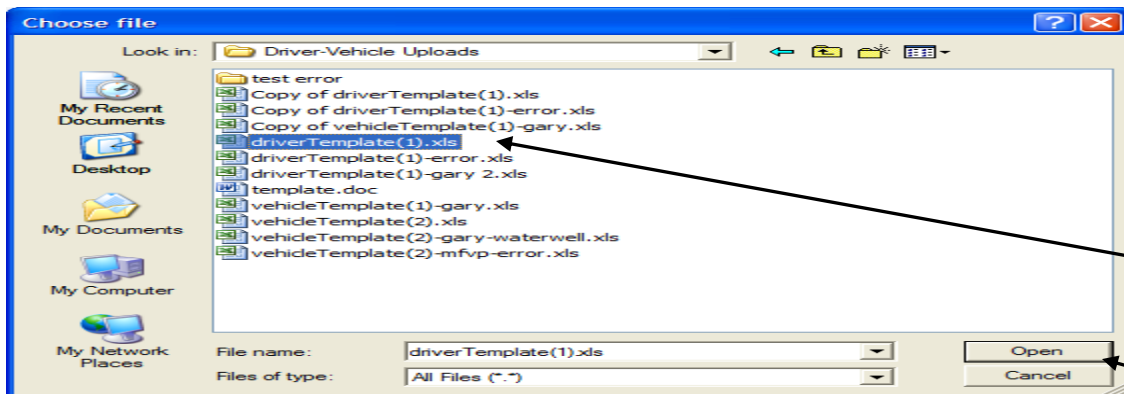 Choose file
Look in: Driver-Vehicle Uploads
test error
Copy of driverTemplate(1).xls
Copy of driverTemplate(1)-error.xls
Copy of vehicleTemplate(1)-gary.xls
driverTemplate(1).xls
driverTemplate(1)-error.xls
driverTemplate(1)-gary 2.xls
template.doc
vehicleTemplate(1)-gary.xls
vehicleTemplate(2).xls
vehicleTemplate(2)-gary-waterwell.xls
vehicleTemplate(2)-mfvp-error.xls
My Recent
Documents
Desktop
My Documents
My Computer
My Network
Places
File name: driverTemplate(1).xls Open
Files of type: All Files (*.*) Cancel